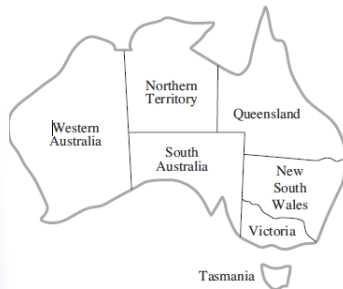 Northern
Territory
Queensland
Western
Australia
South
Australia
New
South
Wales
Victoria
Tasmania